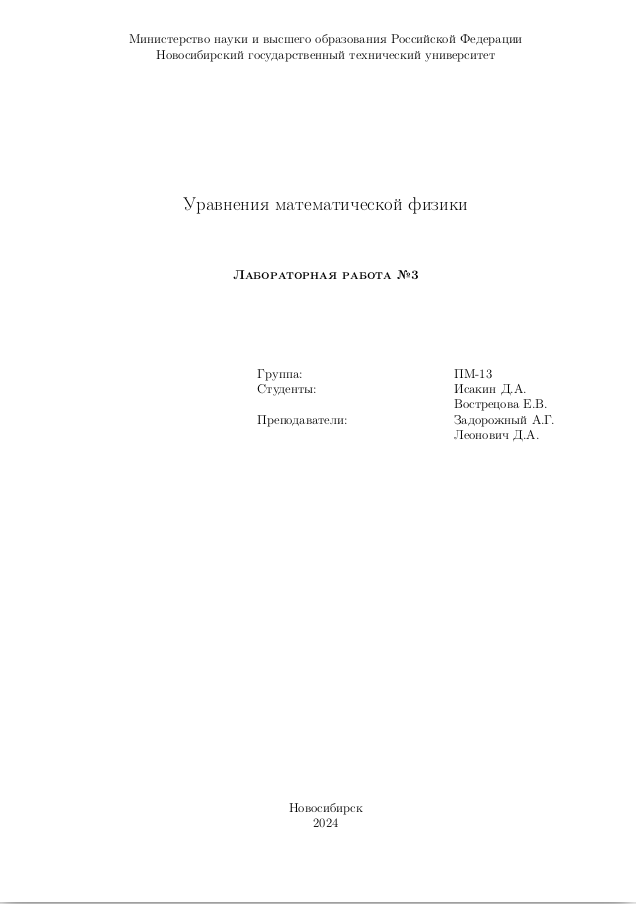 Министерство науки и высшего образования Российской Федерации
Новосибирский государственный технический университет
Уравнения математической физики
Лабораторная работа №3
Группа: ПМ-13
Студенты: Исакин Д.А.
Вострецова Е.В.
Преподаватели: Задорожный А.Г.
Леонович Д.А.
Новосибирск
2024